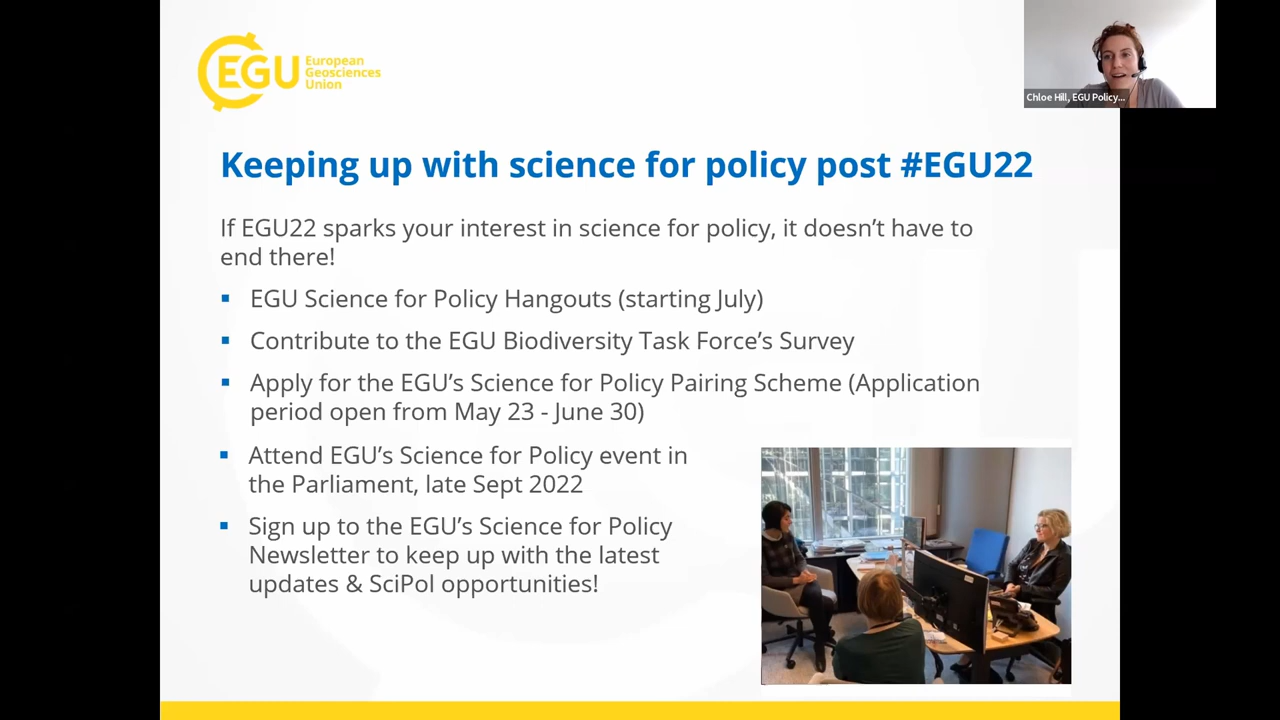 EGU
European
Geosciences
Union
Chloe Hill, EGU Policy...
Keeping up with science for policy post #EGU22
If EGU22 sparks your interest in science for policy, it doesn’t have to
end there!
▪ EGU Science for Policy Hangouts (starting July)
▪ Contribute to the EGU Biodiversity Task Force’s Survey
▪ Apply for the EGU’s Science for Policy Pairing Scheme (Application
period open from May 23 - June 30)
▪ Attend EGU’s Science for Policy event in
the Parliament, late Sept 2022
▪ Sign up to the EGU’s Science for Policy
Newsletter to keep up with the latest
updates & SciPol opportunities!